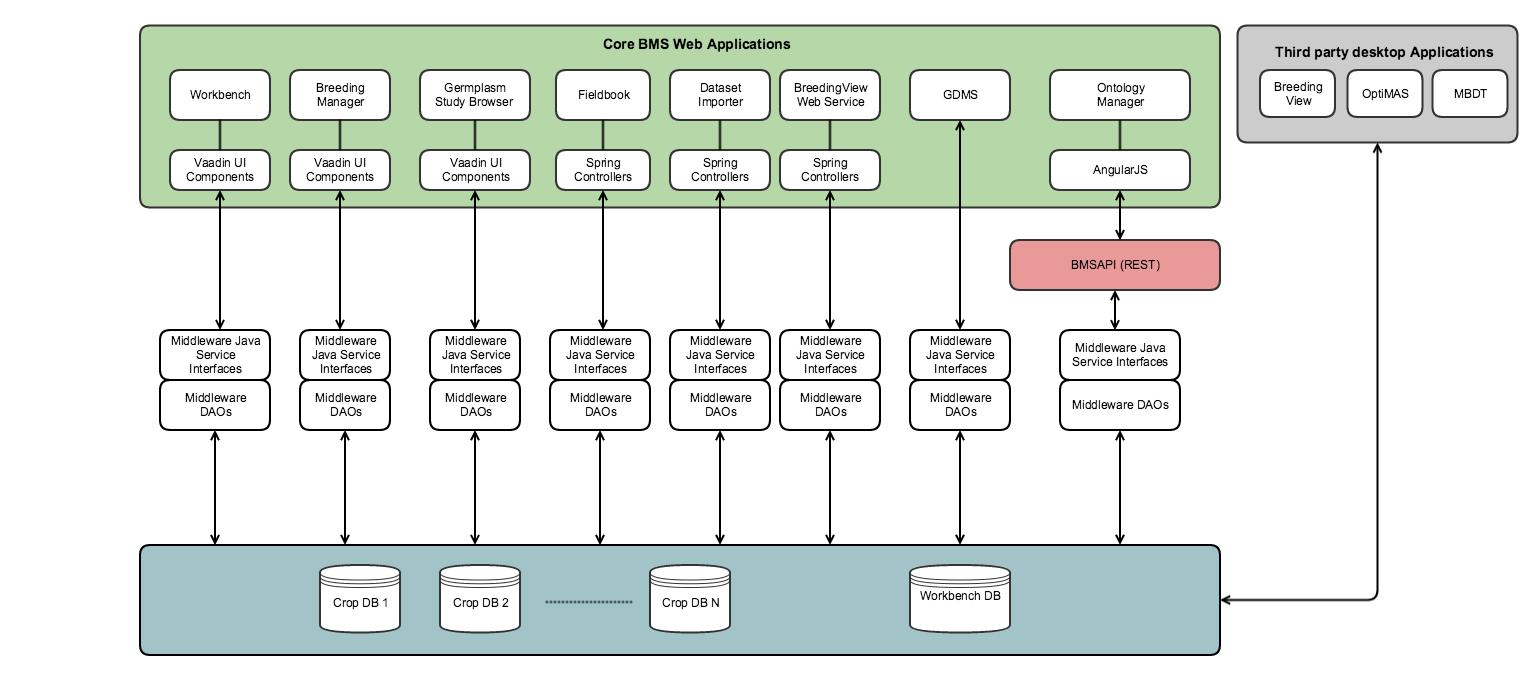 Core BMS Web Applications
Workbench
Breeding
Manager
Germplasm
Study Browser
Fieldbook
Dataset
Importer
BreedingView
Web Service
GDMS
Ontology
Manager
Vaadin UI
Components
Vaadin UI
Components
Vaadin UI
Components
Spring
Controllers
Spring
Controllers
Spring
Controllers
AngularJS
Third party desktop Applications
Breeding
View
OptiMAS
MBDT
BMSAPI (REST)
Middleware Java
Service
Interfaces
Middleware
Java Service
Interfaces
Middleware
Java Service
Interfaces
Middleware
Java Service
Interfaces
Middleware
Java Service
Interfaces
Middleware
Java Service
Interfaces
Middleware
Java Service
Interfaces
Middleware Java
Service Interfaces
Middleware
DAOs
Middleware
DAOs
Middleware
DAOs
Middleware
DAOs
Middleware
DAOs
Middleware
DAOs
Middleware
DAOs
Middleware DAOs
Crop DB 1
Crop DB 2
Crop DB N
Workbench DB